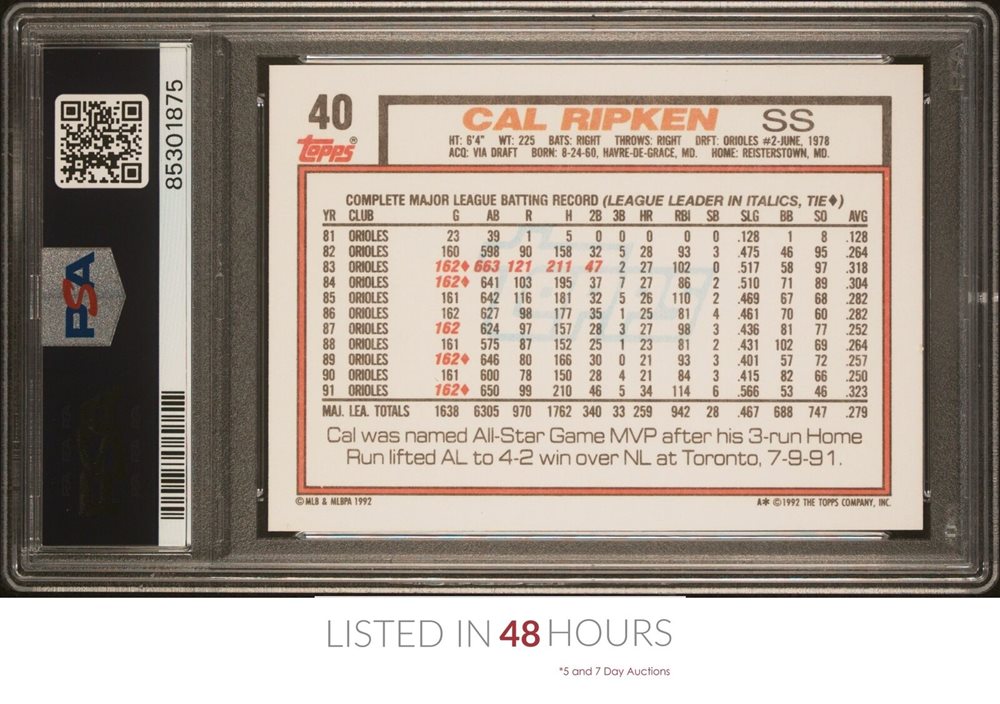 85301875
PSA
40
Topps®
CAL RIPKEN SS
HT: 6'4" WT: 225 BATS: RIGHT THROWS: RIGHT DRFT: ORIOLES #2-JUNE, 1978
ACQ: VIA DRAFT BORN: 8-24-60, HAVRE-DE-GRACE, MD. HOME: REISTERSTOWN, MD.
COMPLETE MAJOR LEAGUE BATTING RECORD (LEAGUE LEADER IN ITALICS, TIE♦)
YR CLUB G AB R H 2B 3B HR RBI SB SLG BB SO AVG
81 ORIOLES 23 39 1 5 0 0 0 0 0 .128 1 8 .128
82 ORIOLES 160 598 90 158 32 5 28 93 3 .475 46 95 .264
83 ORIOLES 162♦ 663 121 211 47 2 27 102 0 .517 58 97 .318
84 ORIOLES 162♦ 641 103 195 37 7 27 86 2 .510 71 89 .304
85 ORIOLES 161 642 116 181 32 5 26 110 2 .469 67 68 .282
86 ORIOLES 162 627 98 177 35 1 25 81 4 .461 70 60 .282
87 ORIOLES 162 624 97 157 28 3 27 98 3 .436 81 77 .252
88 ORIOLES 161 575 87 152 25 1 23 81 2 .431 102 69 .264
89 ORIOLES 162♦ 646 80 166 30 0 21 93 3 .401 57 72 .257
90 ORIOLES 161 600 78 150 28 4 21 84 3 .415 82 66 .250
91 ORIOLES 162♦ 650 99 210 46 5 34 114 6 .566 53 46 .323
MAJ. LEA. TOTALS 1638 6305 970 1762 340 33 259 942 28 .467 688 747 .279
Cal was named All-Star Game MVP after his 3-run Home
Run lifted AL to 4-2 win over NL at Toronto, 7-9-91.
© MLB & MLBPA 1992 A* © 1992 THE TOPPS COMPANY, INC.
LISTED IN 48 HOURS
*5 and 7 Day Auctions